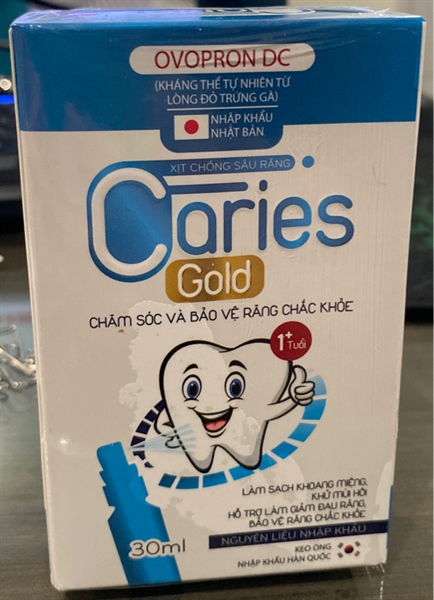 OVOPRON DC
(KHÁNG THỂ TỰ NHIÊN TỪ
LÒNG ĐỎ TRỨNG GÀ)
NHẬP KHẨU
NHẬT BẢN
XỊT CHỐNG SÂU RĂNG
Caries
Gold
CHĂM SÓC VÀ BẢO VỆ RĂNG CHẮC KHỎE
1+
TUỔI
LÀM SẠCH KHOANG MIỆNG,
KHỬ MÙI HÔI
HỖ TRỢ LÀM GIẢM ĐAU RĂNG,
BẢO VỆ RĂNG CHẮC KHỎE
NGUYÊN LIỆU NHẬP KHẨU
30ml
KEO ONG
NHẬP KHẨU HÀN QUỐC